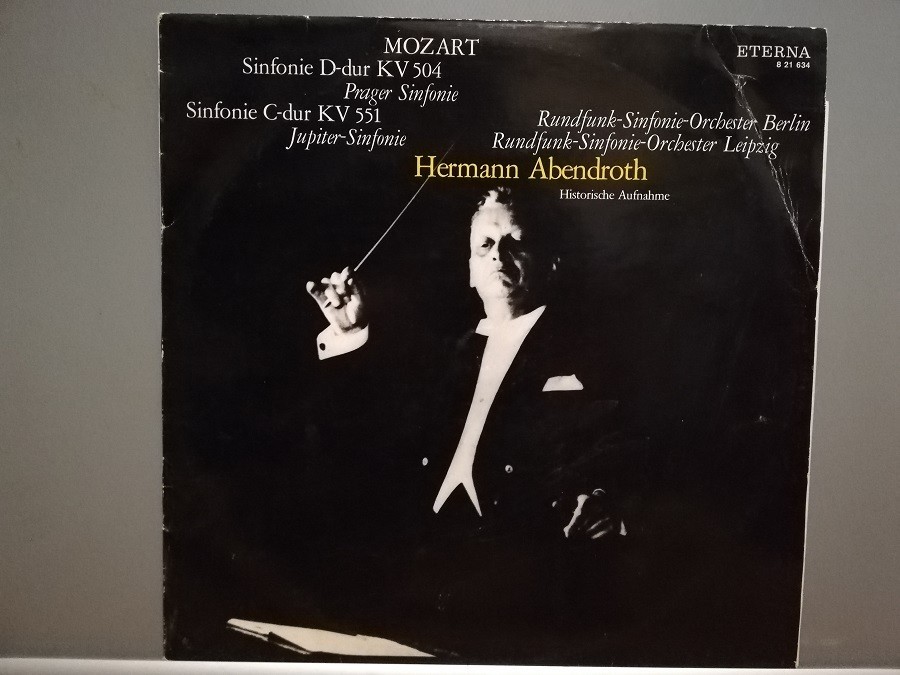 MOZART
Sinfonie D-dur KV 504
Prager Sinfonie
Sinfonie C-dur KV 551
Jupiter-Sinfonie
ETERNA
8 21 634
Rundfunk-Sinfonie-Orchester Berlin
Rundfunk-Sinfonie-Orchester Leipzig
Hermann Abendroth
Historische Aufnahme